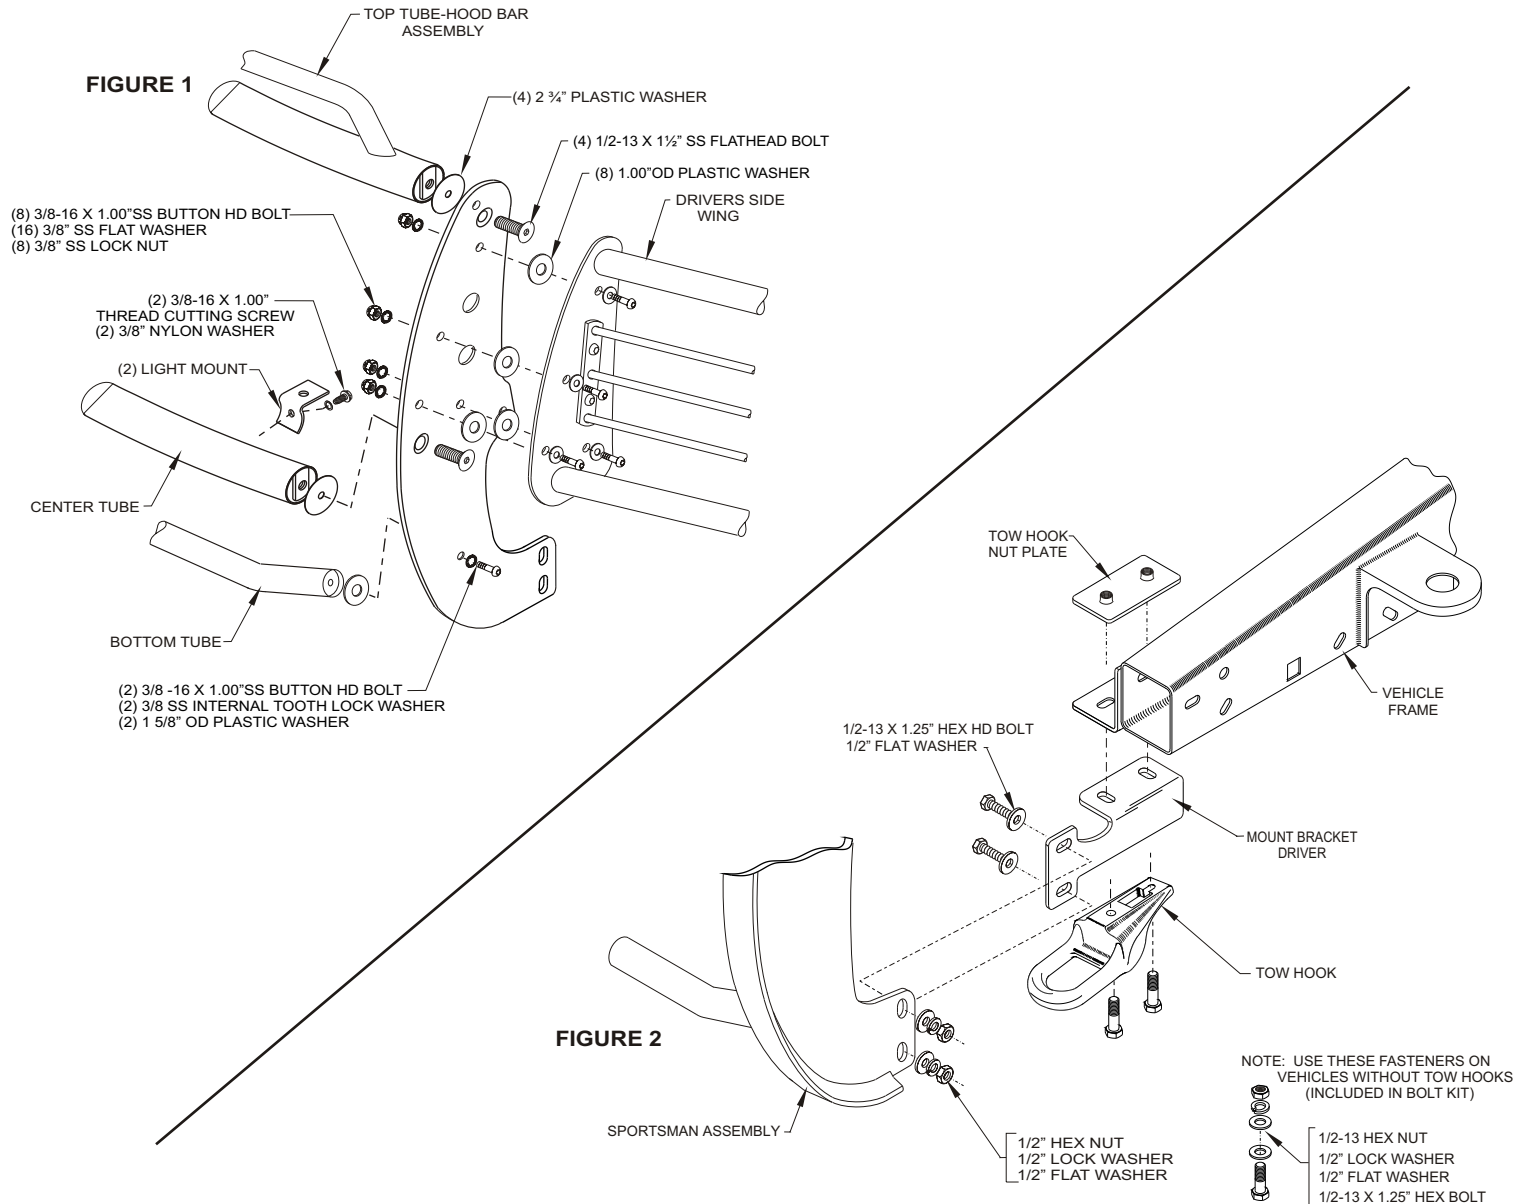 TOP TUBE-HOOD BAR
ASSEMBLY
FIGURE 1
(4) 2 ¾” PLASTIC WASHER
(4) 1/2-13 X 1½” SS FLATHEAD BOLT
(8) 1.00”OD PLASTIC WASHER
DRIVERS SIDE
WING
(8) 3/8-16 X 1.00”SS BUTTON HD BOLT
(16) 3/8” SS FLAT WASHER
(8) 3/8” SS LOCK NUT
(2) 3/8-16 X 1.00”
THREAD CUTTING SCREW
(2) 3/8” NYLON WASHER
(2) LIGHT MOUNT
CENTER TUBE
BOTTOM TUBE
(2) 3/8 -16 X 1.00”SS BUTTON HD BOLT
(2) 3/8 SS INTERNAL TOOTH LOCK WASHER
(2) 1 5/8” OD PLASTIC WASHER
TOW HOOK
NUT PLATE
VEHICLE
FRAME
1/2-13 X 1.25” HEX HD BOLT
1/2” FLAT WASHER
MOUNT BRACKET
DRIVER
TOW HOOK
FIGURE 2
SPORTSMAN ASSEMBLY
1/2” HEX NUT
1/2” LOCK WASHER
1/2” FLAT WASHER
NOTE: USE THESE FASTENERS ON
VEHICLES WITHOUT TOW HOOKS
(INCLUDED IN BOLT KIT)
1/2-13 HEX NUT
1/2” LOCK WASHER
1/2” FLAT WASHER
1/2-13 X 1.25” HEX BOLT